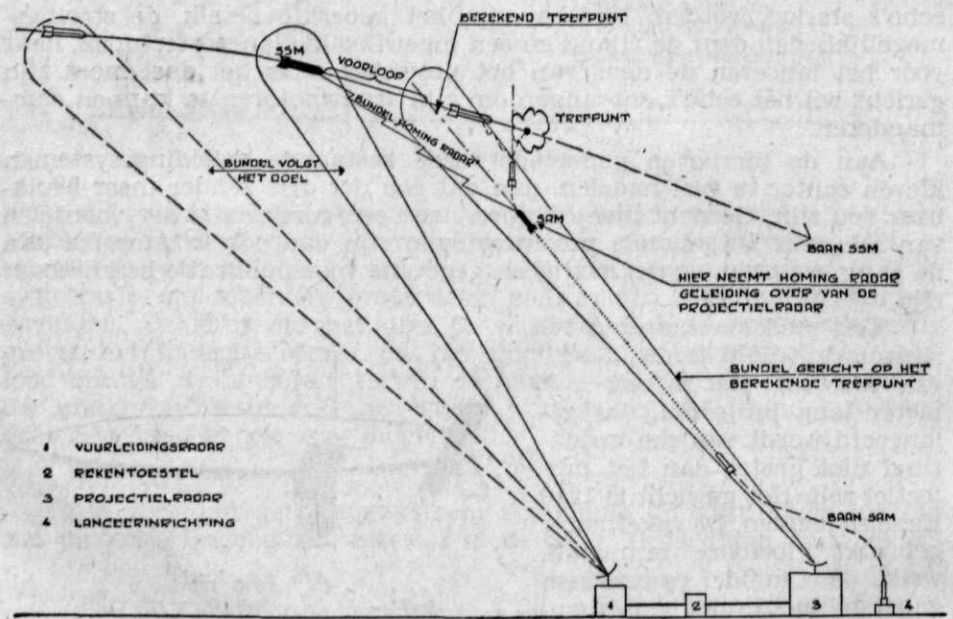 BEREKEND TREFPUNT
SSM
VOORLOOP
TREFPUNT
BUNDEL HOMING RADAR
BUNDEL VOLGT
HET DOEL
SAM
BAAN SSM
HIER NEEMT HOMING RADAR
GELEIDING OVER VAN DE
PROJECTIELRADAR
BUNDEL GERICHT OP HET
BEREKENDE TREFPUNT
VUURLEIDINGSRADAR
2 REKENTOESTEL
3 PROJECTIELRADAR
4 LANCEERINRICHTING
BAAN SAM
1
2
3
4